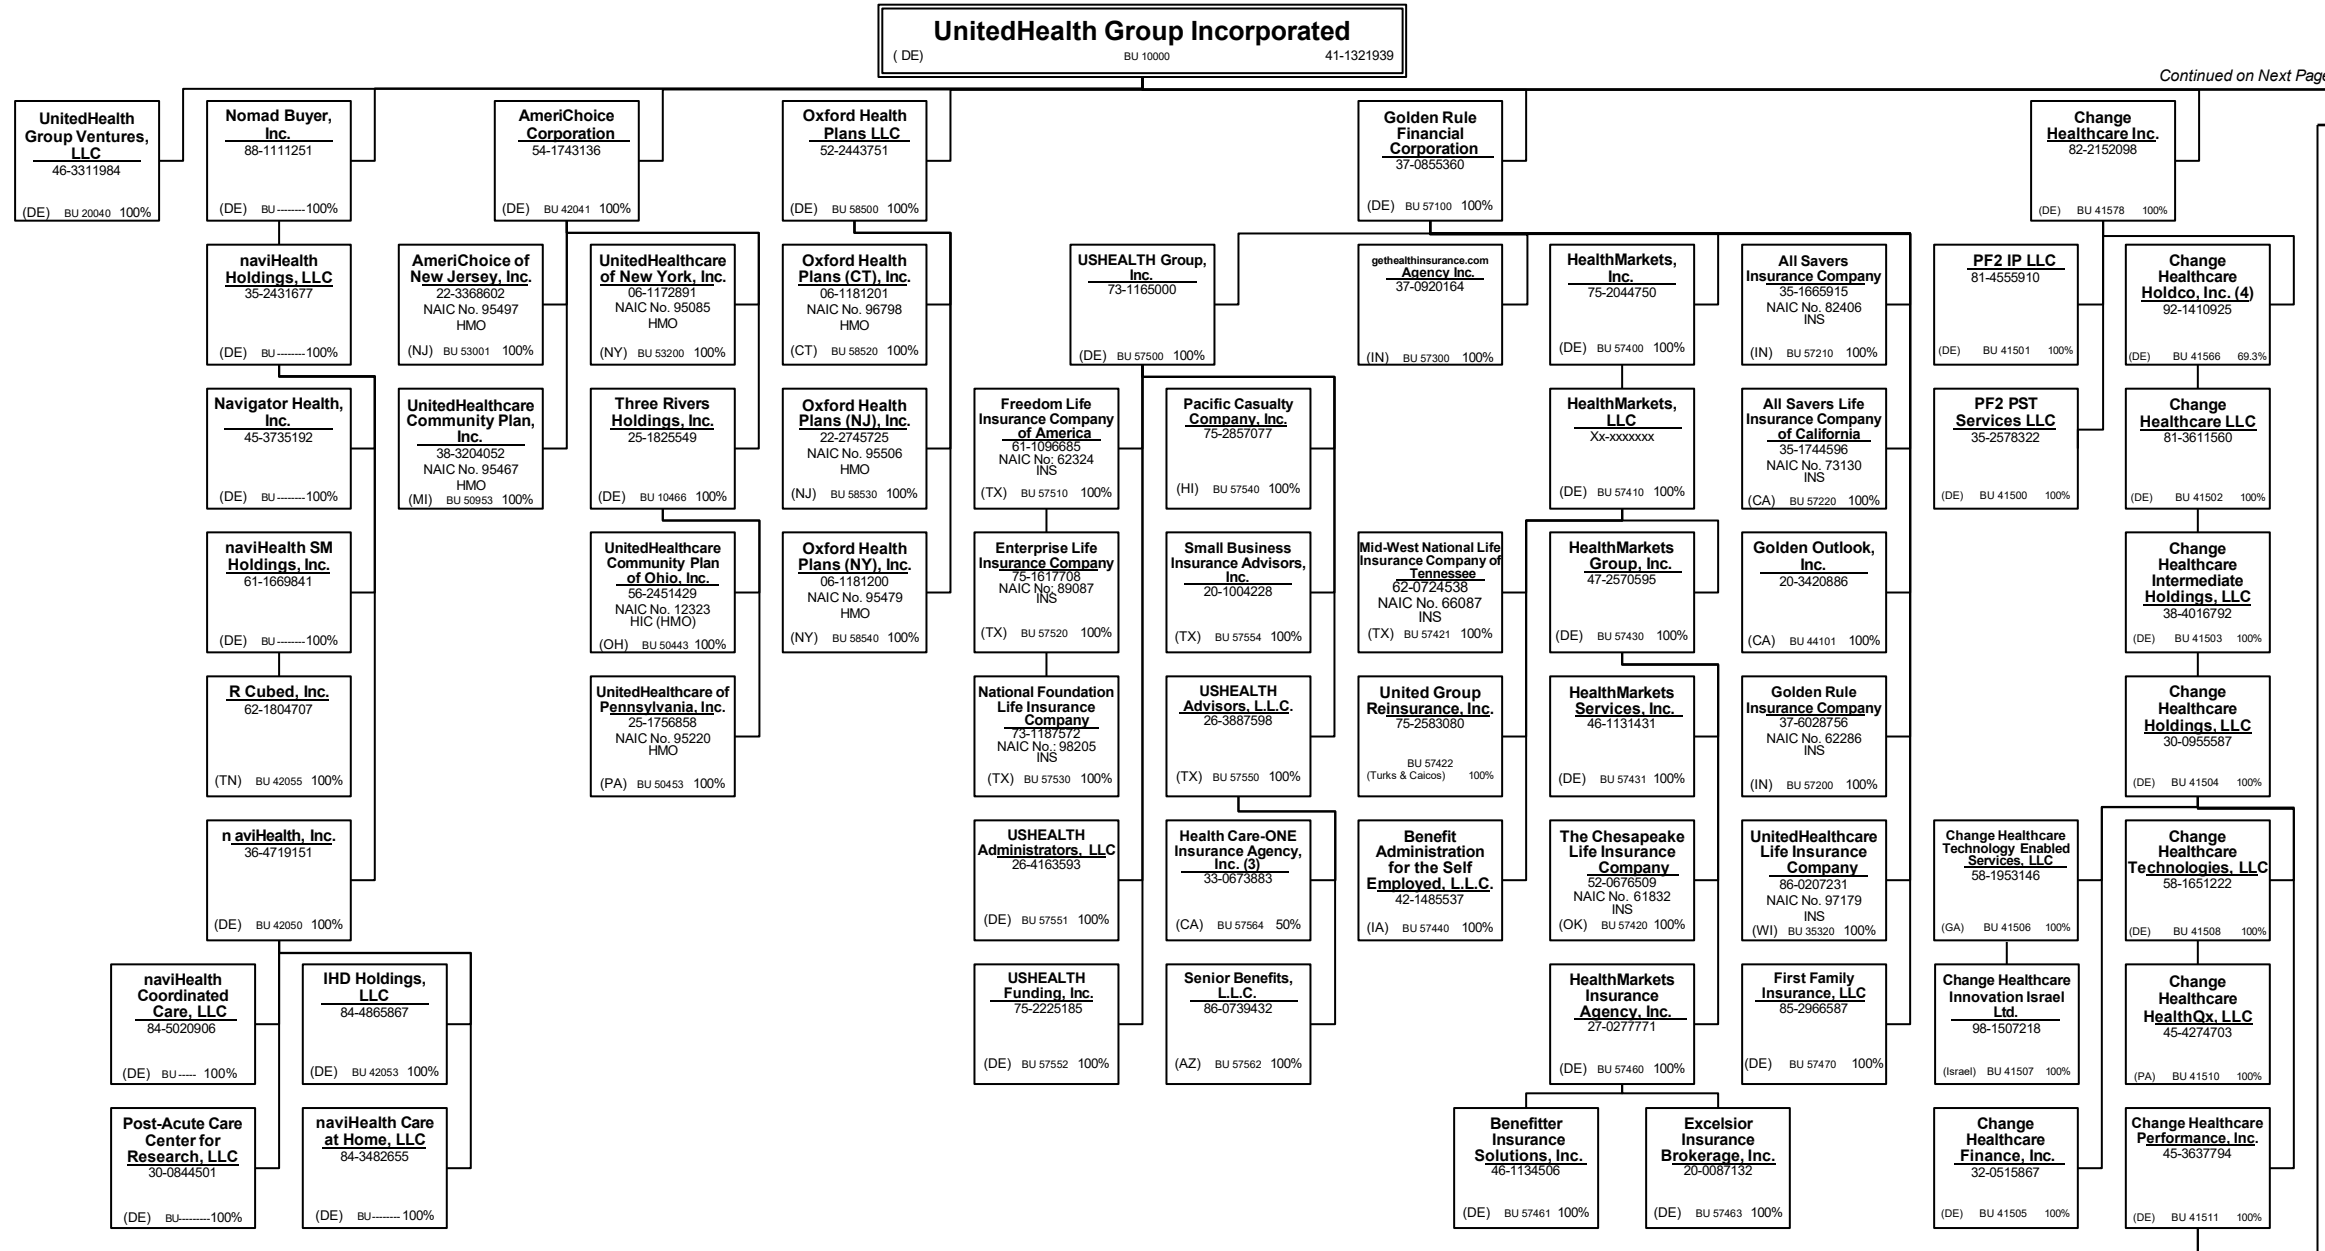 UnitedHealth Group Incorporated
( DE) BU 10000 41-1321939
Continued on Next Page
UnitedHealth
Group Ventures,
LLC
46-3311984
(DE) BU 20040 100%
Nomad Buyer,
Inc.
88-1111251
(DE) BU --------100%
AmeriChoice
Corporation
54-1743136
(DE) BU 42041 100%
Oxford Health
Plans LLC
52-2443751
(DE) BU 58500 100%
Golden Rule
Financial
Corporation
37-0855360
(DE) BU 57100 100%
Change
Healthcare Inc.
82-2152098
(DE) BU 41578 100%
naviHealth
Holdings, LLC
35-2431677
(DE) BU --------100%
AmeriChoice of
New Jersey, Inc.
22-3368602
NAIC No. 95497
HMO
(NJ) BU 53001 100%
UnitedHealthcare
of New York, Inc.
06-1172891
NAIC No. 95085
HMO
(NY) BU 53200 100%
Oxford Health
Plans (CT), Inc.
06-1181201
NAIC No. 96798
HMO
(CT) BU 58520 100%
USHEALTH Group,
Inc.
73-1165000
(DE) BU 57500 100%
gethealthinsurance.com
Agency Inc.
37-0920164
(IN) BU 57300 100%
HealthMarkets,
Inc.
75-2044750
(DE) BU 57400 100%
All Savers
Insurance Company
35-1665915
NAIC No. 82406
INS
(IN) BU 57210 100%
PF2 IP LLC
81-4555910
(DE) BU 41501 100%
Change
Healthcare
Holdco, Inc. (4)
92-1410925
(DE) BU 41566 69.3%
Navigator Health,
Inc.
45-3735192
(DE) BU --------100%
UnitedHealthcare
Community Plan,
Inc.
38-3204052
NAIC No. 95467
HMO
(MI) BU 50953 100%
Three Rivers
Holdings, Inc.
25-1825549
(DE) BU 10466 100%
Oxford Health
Plans (NJ), Inc.
22-2745725
NAIC No. 95506
HMO
(NJ) BU 58530 100%
Freedom Life
Insurance Company
of America
61-1096685
NAIC No: 62324
INS
(TX) BU 57510 100%
Pacific Casualty
Company, Inc.
75-2857077
(HI) BU 57540 100%
HealthMarkets,
LLC
Xx-xxxxxxx
(DE) BU 57410 100%
All Savers Life
Insurance Company
of California
35-1744596
NAIC No. 73130
INS
(CA) BU 57220 100%
PF2 PST
Services LLC
35-2578322
(DE) BU 41500 100%
Change
Healthcare LLC
81-3611560
(DE) BU 41502 100%
naviHealth SM
Holdings, Inc.
61-1669841
(DE) BU --------100%
UnitedHealthcare
Community Plan
of Ohio, Inc.
56-2451429
NAIC No. 12323
HIC (HMO)
(OH) BU 50443 100%
Oxford Health
Plans (NY), Inc.
06-1181200
NAIC No. 95479
HMO
(NY) BU 58540 100%
Enterprise Life
Insurance Company
75-1617708
NAIC No: 89087
INS
(TX) BU 57520 100%
Small Business
Insurance Advisors,
Inc.
20-1004228
(TX) BU 57554 100%
Mid-West National Life
Insurance Company of
Tennessee
62-0724538
NAIC No. 66087
INS
(TX) BU 57421 100%
HealthMarkets
Group, Inc.
47-2570595
(DE) BU 57430 100%
Golden Outlook,
Inc.
20-3420886
(CA) BU 44101 100%
Change
Healthcare
Intermediate
Holdings, LLC
38-4016792
(DE) BU 41503 100%
R Cubed, Inc.
62-1804707
(TN) BU 42055 100%
UnitedHealthcare of
Pennsylvania, Inc.
25-1756858
NAIC No. 95220
HMO
(PA) BU 50453 100%
National Foundation
Life Insurance
Company
73-1187572
NAIC No.: 98205
INS
(TX) BU 57530 100%
USHEALTH
Advisors, L.L.C.
26-3887598
(TX) BU 57550 100%
United Group
Reinsurance, Inc.
75-2583080
BU 57422
(Turks & Caicos) 100%
HealthMarkets
Services, Inc.
46-1131431
(DE) BU 57431 100%
Golden Rule
Insurance Company
37-6028756
NAIC No. 62286
INS
(IN) BU 57200 100%
Change
Healthcare
Holdings, LLC
30-0955587
(DE) BU 41504 100%
n aviHealth, Inc.
36-4719151
(DE) BU 42050 100%
USHEALTH
Administrators, LLC
26-4163593
(DE) BU 57551 100%
Health Care-ONE
Insurance Agency,
Inc. (3)
33-0673883
(CA) BU 57564 50%
Benefit
Administration
for the Self
Employed, L.L.C.
42-1485537
(IA) BU 57440 100%
The Chesapeake
Life Insurance
Company
52-0676509
NAIC No. 61832
INS
(OK) BU 57420 100%
UnitedHealthcare
Life Insurance
Company
86-0207231
NAIC No. 97179
INS
(WI) BU 35320 100%
Change Healthcare
Technology Enabled
Services, LLC
58-1953146
(GA) BU 41506 100%
Change
Healthcare
Technologies, LLC
58-1651222
(DE) BU 41508 100%
naviHealth
Coordinated
Care, LLC
84-5020906
(DE) BU ----- 100%
IHD Holdings,
LLC
84-4865867
(DE) BU 42053 100%
USHEALTH
Funding, Inc.
75-2225185
(DE) BU 57552 100%
Senior Benefits,
L.L.C.
86-0739432
(AZ) BU 57562 100%
HealthMarkets
Insurance
Agency, Inc.
27-0277771
(DE) BU 57460 100%
First Family
Insurance, LLC
85-2966587
(DE) BU 57470 100%
Change Healthcare
Innovation Israel
Ltd.
98-1507218
(Israel) BU 41507 100%
Change
Healthcare
HealthQx, LLC
45-4274703
(PA) BU 41510 100%
Post-Acute Care
Center for
Research, LLC
30-0844501
(DE) BU---------100%
naviHealth Care
at Home, LLC
84-3482655
(DE) BU-------- 100%
Benefitter
Insurance
Solutions, Inc.
46-1134506
(DE) BU 57461 100%
Excelsior
Insurance
Brokerage, Inc.
20-0087132
(DE) BU 57463 100%
Change
Healthcare
Finance, Inc.
32-0515867
(DE) BU 41505 100%
Change Healthcare
Performance, Inc.
45-3637794
(DE) BU 41511 100%